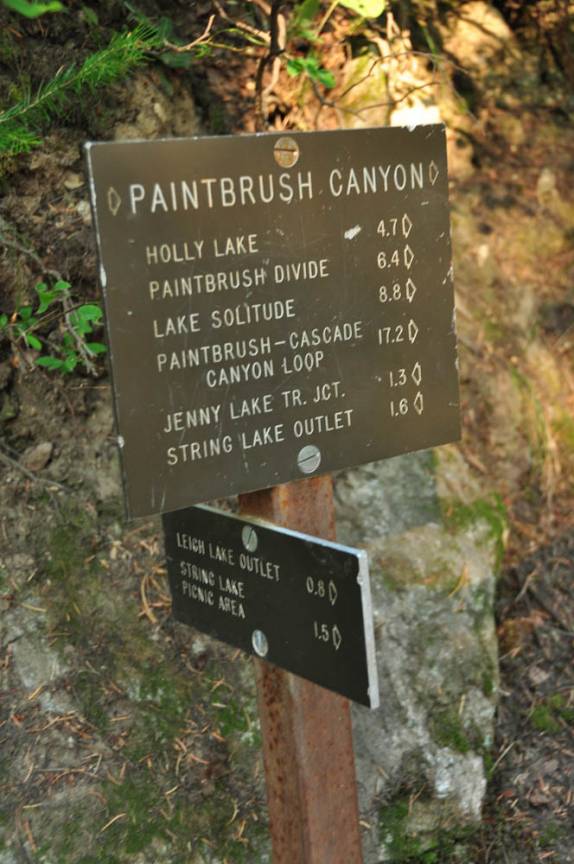 PAINTBRUSH CANYON
HOLLY LAKE 4.7
PAINTBRUSH DIVIDE 6.4
LAKE SOLITUDE 8.8
PAINTBRUSH-CASCADE
CANYON LOOP 17.2
JENNY LAKE TR. JCT. 1.3
STRING LAKE OUTLET 1.6
LEIGH LAKE OUTLET 0.8
STRING LAKE
PICNIC AREA 1.5